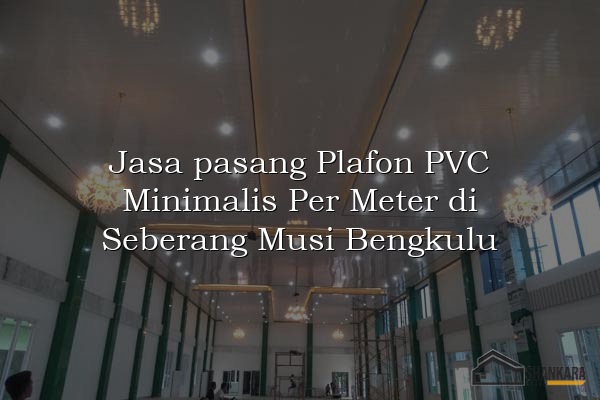 Jasa pasang Plafon PVC
Minimalis Per Meter di
Seberang Musi Bengkulu